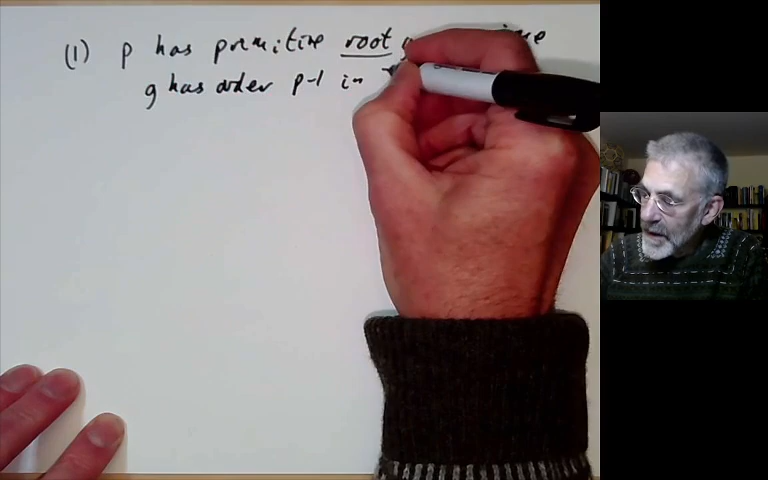 (1) p has primitive root g
g has order p-1 in